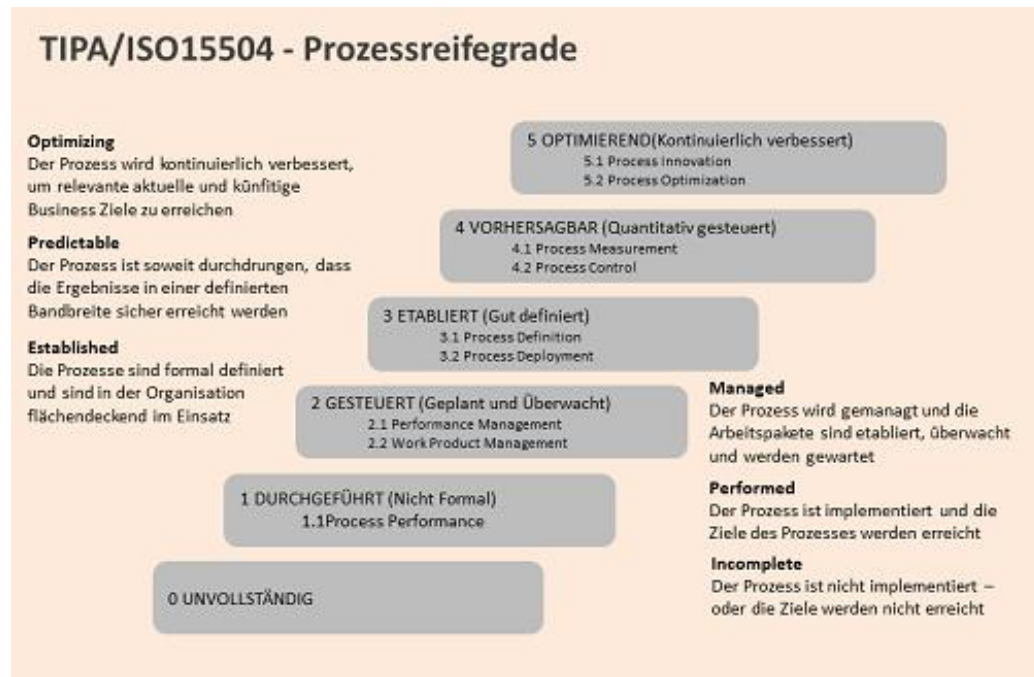 TIPA/ISO15504 - Prozessreifegrade
Optimizing
Der Prozess wird kontinuierlich verbessert,
um relevante aktuelle und künfitige
Business Ziele zu erreichen
Predictable
Der Prozess ist soweit durchdrungen, dass
die Ergebnisse in einer definierten
Bandbreite sicher erreicht werden
Established
Die Prozesse sind formal definiert
und sind in der Organisation
flächendeckend im Einsatz
5 OPTIMIEREND(Kontinuierlich verbessert)
5.1 Process Innovation
5.2 Process Optimization
4 VORHERSAGBAR (Quantitativ gesteuert)
4.1 Process Measurement
4.2 Process Control
3 ETABLIERT (Gut definiert)
3.1 Process Definition
3.2 Process Deployment
2 GESTEUERT (Geplant und Überwacht)
2.1 Performance Management
2.2 Work Product Management
1 DURCHGEFÜHRT (Nicht Formal)
1.1Process Performance
0 UNVOLLSTÄNDIG
Managed
Der Prozess wird gemanagt und die
Arbeitspakete sind etabliert, überwacht
und werden gewartet
Performed
Der Prozess ist implementiert und die
Ziele des Prozesses werden erreicht
Incomplete
Der Prozess ist nicht implementiert –
oder die Ziele werden nicht erreicht